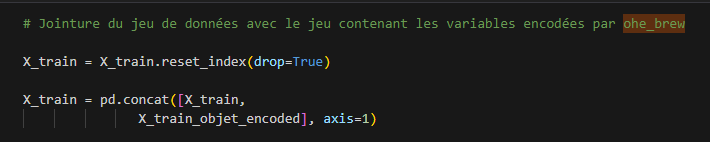 # Jointure du jeu de données avec le jeu contenant les variables encodées par ohe_brew
X_train = X_train.reset_index(drop=True)
X_train = pd.concat([X_train,
X_train_objet_encoded], axis=1)